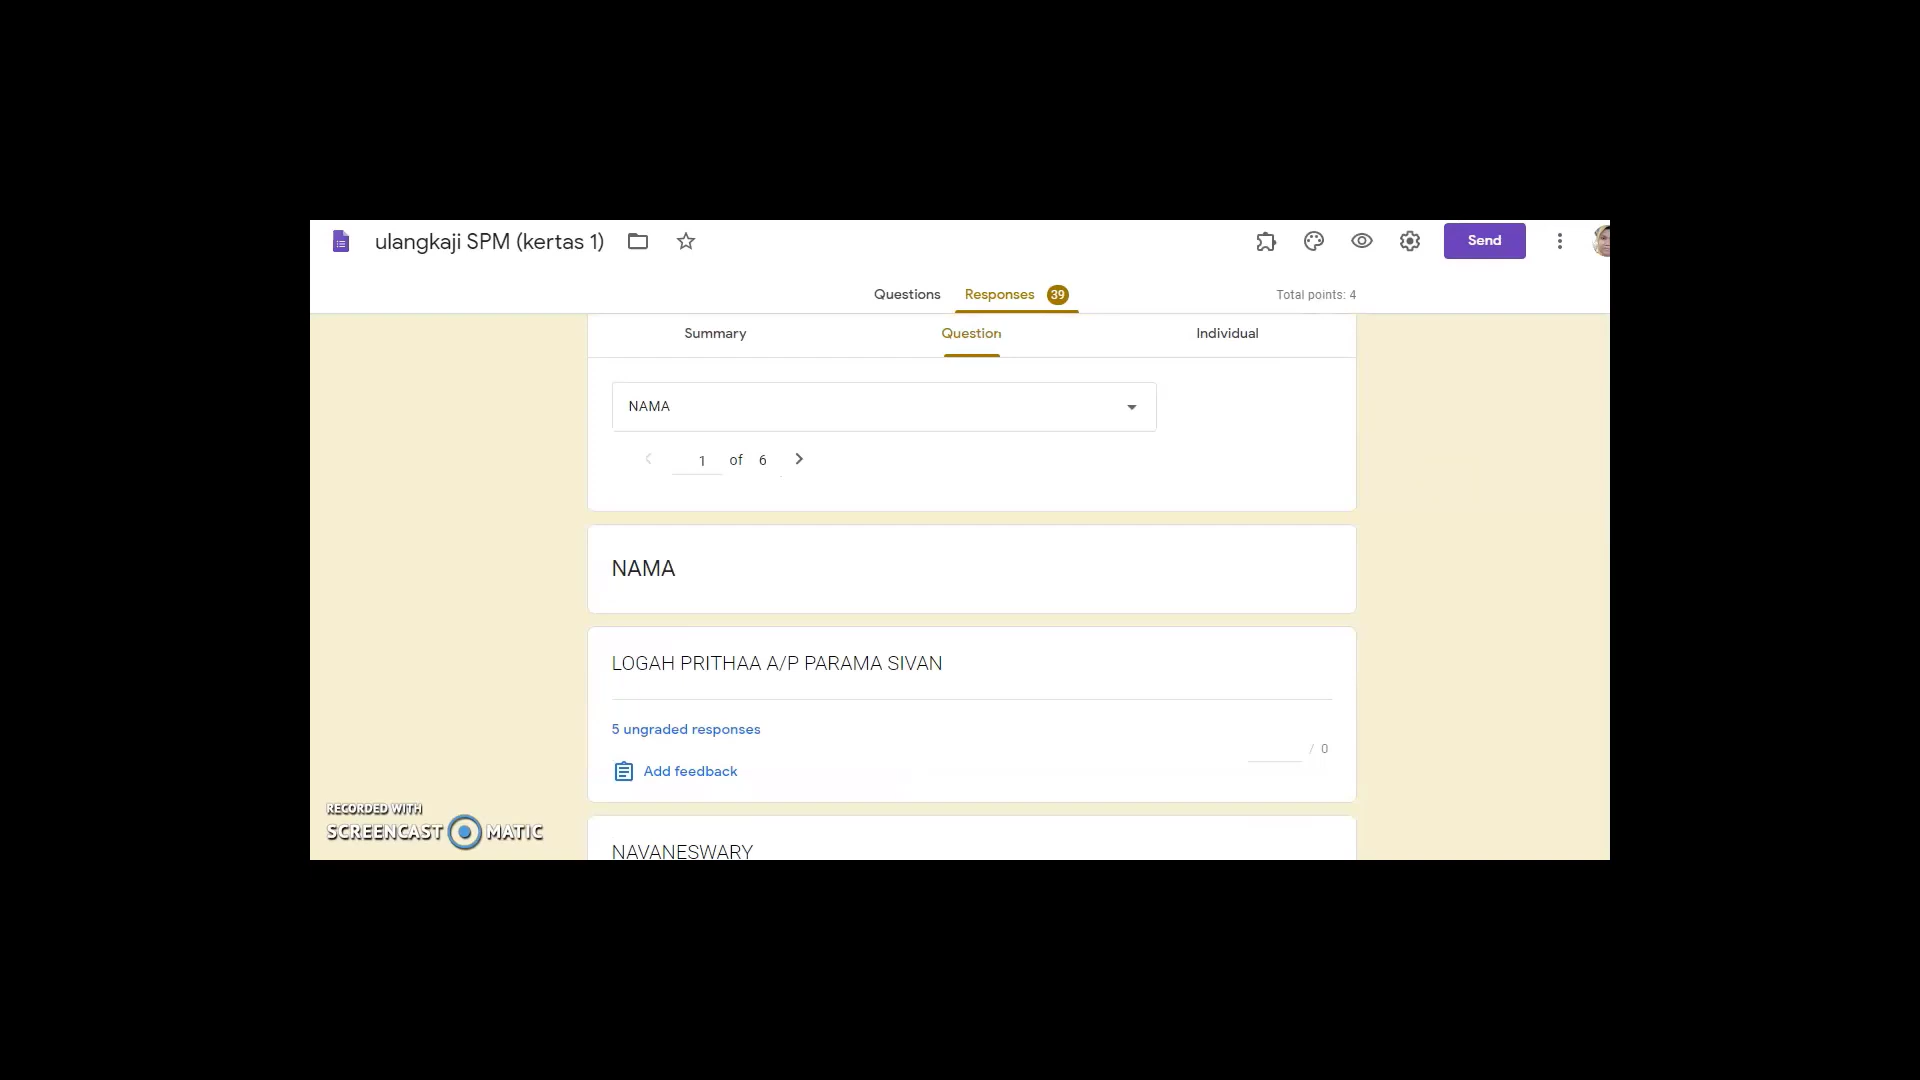 ulangkaji SPM (kertas 1)
Send
Questions
Responses 39
Total points: 4
Summary
Question
Individual
NAMA
1 of 6
NAMA
LOGAH PRITHAA A/P PARAMA SIVAN
5 ungraded responses
/ 0
Add feedback
NAVANESWARY
RECORDED WITH
SCREENCAST MATIC